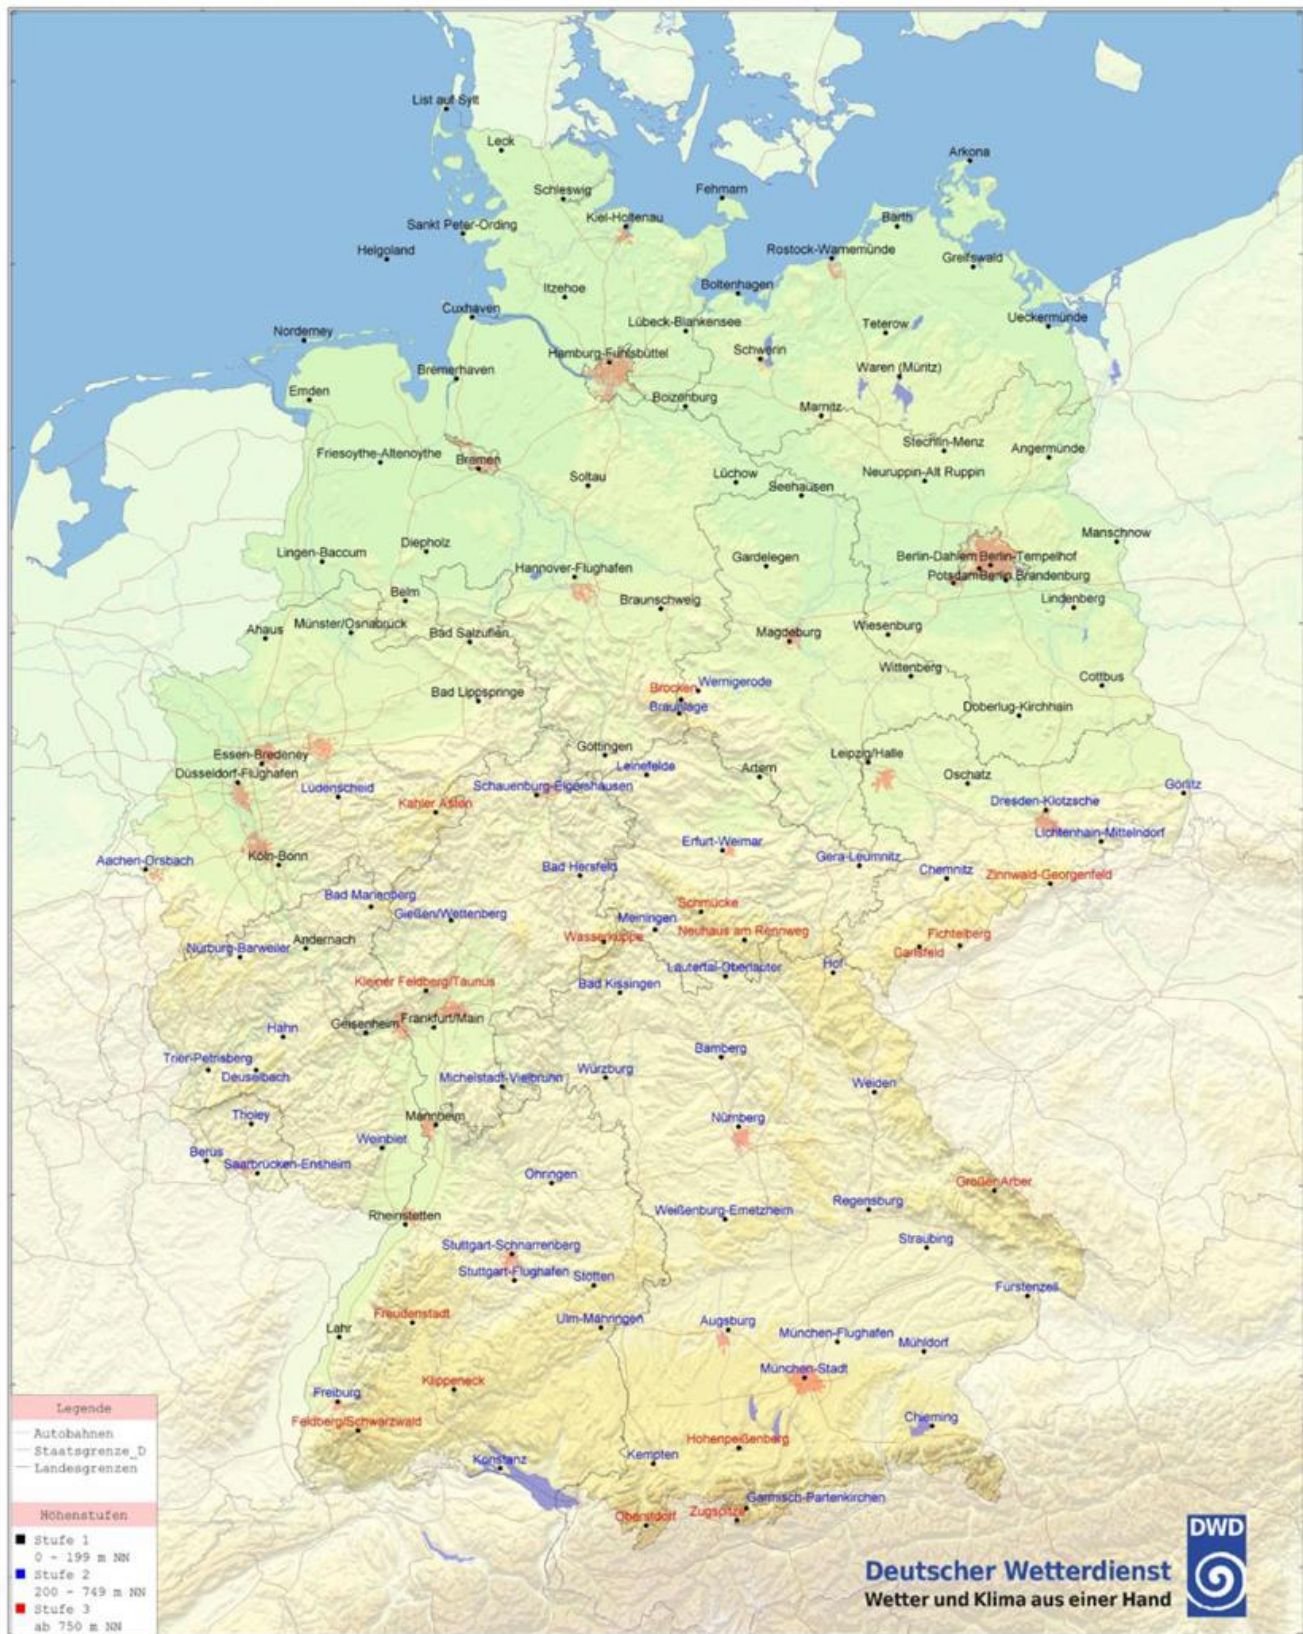 List auf Sylt
Leck
Arkona
Schleswig
Fehmarn
Kiel-Holtenau
Barth
Sankt Peter-Ording
Helgoland
Rostock-Warnemünde
Greifswald
Itzehoe
Boltenhagen
Cuxhaven
Lübeck-Blankensee
Ueckermünde
Norderney
Teterow
Hamburg-Fuhlsbüttel
Schwerin
Bremerhaven
Waren (Müritz)
Emden
Boizenburg
Marnitz
Stechlin-Menz
Angermünde
Friesoythe-Altenoythe
Bremen
Soltau
Lüchow
Neuruppin-Alt Ruppin
Seehausen
Manschnow
Diepholz
Lingen-Baccum
Gardelegen
Berlin-Dahlem Berlin-Tempelhof
Hannover-Flughafen
Potsdam Berlin Brandenburg
Belm
Braunschweig
Lindenberg
Ahaus
Münster/Osnabrück
Bad Salzuflen
Magdeburg
Wiesenburg
Wittenberg
Cottbus
Bad Lippspringe
Brocken
Wernigerode
Braunlage
Doberlug-Kirchhain
Essen-Bredeney
Göttingen
Leipzig/Halle
Düsseldorf-Flughafen
Leinefelde
Artern
Oschatz
Lüdenscheid
Schauenburg-Elgershausen
Görlitz
Kahler Asten
Dresden-Klotzsche
Lichtenhain-Mittelndorf
Erfurt-Weimar
Aachen-Orsbach
Köln-Bonn
Bad Hersfeld
Gera-Leumnitz
Chemnitz
Zinnwald-Georgenfeld
Bad Marienberg
Gießen/Wettenberg
Schmücke
Meiningen
Neuhaus am Rennweg
Wasserkuppe
Andernach
Nürburg-Barweiler
Fichtelberg
Carlsfeld
Lautertal-Oberlauter
Hof
Kleiner Feldberg/Taunus
Bad Kissingen
Geisenheim
Frankfurt/Main
Hahn
Bamberg
Trier-Petrisberg
Deuselbach
Michelstadt-Vielbrunn
Würzburg
Weiden
Tholey
Mannheim
Nürnberg
Weinbiet
Berus
Saarbrücken-Ensheim
Öhringen
Großer Arber
Regensburg
Weißenburg-Emetzheim
Rheinstetten
Straubing
Stuttgart-Schnarrenberg
Stuttgart-Flughafen
Stötten
Fürstenzell
Freudenstadt
Ulm-Mähringen
Augsburg
Lahr
München-Flughafen
Mühldorf
München-Stadt
Klippeneck
Freiburg
Feldberg/Schwarzwald
Chieming
Hohenpeißenberg
Konstanz
Kempten
Garmisch-Partenkirchen
Zugspitze
Oberstdorf
Legende
Autobahnen
Staatsgrenze_D
Landesgrenzen
Höhenstufen
Stufe 1
0 - 199 m NN
Stufe 2
200 - 749 m NN
Stufe 3
ab 750 m NN
DWD
Deutscher Wetterdienst
Wetter und Klima aus einer Hand